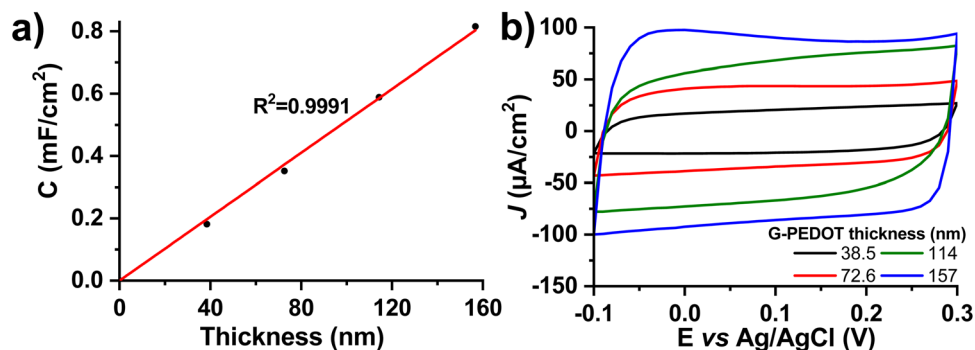 a)
C (mF/cm²)
0.8
0.6
0.4
0.2
0.0
R²=0.9991
0 40 80 120 160
Thickness (nm)
b)
J (µA/cm²)
100
50
0
-50
-100
-150
G-PEDOT thickness (nm)
38.5 114
72.6 157
-0.1 0.0 0.1 0.2 0.3
E vs Ag/AgCl (V)